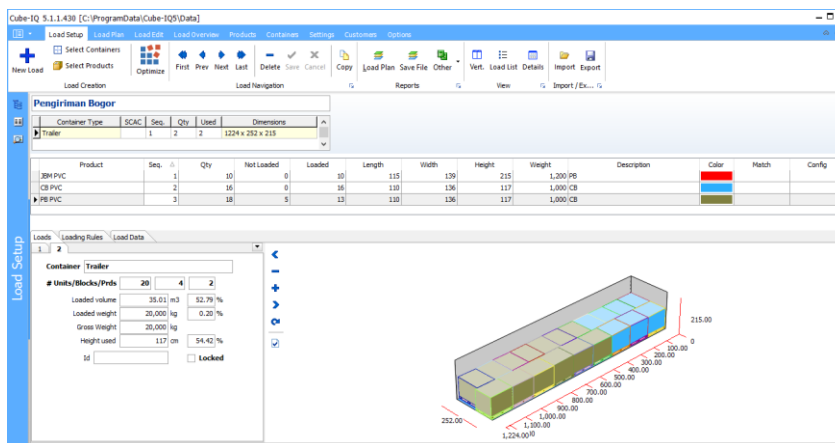 Cube-IQ 5.1.1.430 [C:\ProgramData\Cube-IQ5\Data]
Load Setup Load Plan Load Edit Load Overview Products Containers Settings Customers Options
New Load Select Containers Select Products Optimize First Prev Next Last Delete Save Cancel Copy Load Plan Save File Other Vert. Load List Details Import Export
Load Creation Load Navigation Reports View Import / Ex...
Pengiriman Bogor
Container Type SCAC Seq. Qty Used Dimensions
Trailer 1 2 2 1224 x 252 x 215
Product Seq. Qty Not Loaded Loaded Length Width Height Weight Description Color Match Config
JBM PVC 1 10 0 10 115 139 215 1,200 PB
CB PVC 2 16 0 16 110 136 117 1,000 CB
PB PVC 3 18 5 13 110 136 117 1,000 CB
Load Setup
Loads Loading Rules Load Data
1 2
Container Trailer
# Units/Blocks/Prds 20 4 2
Loaded volume 35.01 m3 52.79 %
Loaded weight 20,000 kg 0.20 %
Gross Weight 20,000 kg
Height used 117 cm 54.42 %
Id Locked
215.00
0
100.00
200.00
300.00
400.00
500.00
600.00
700.00
800.00
900.00
1,000.00
1,100.00
1,224.00
252.00